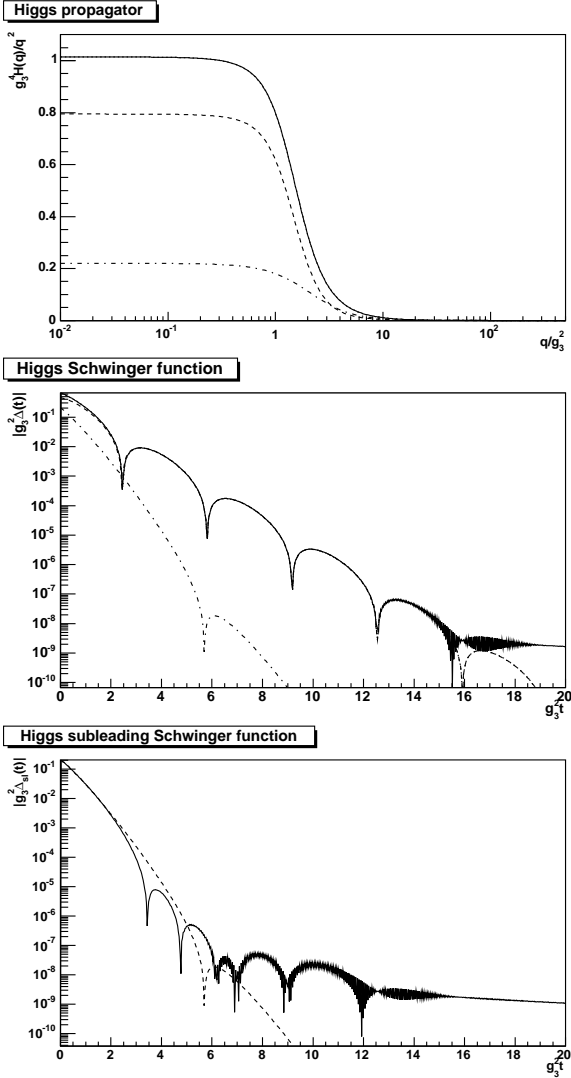 Higgs propagator
g₃⁴H(q)/q²
1
0.8
0.6
0.4
0.2
0
10⁻² 10⁻¹ 1 10 10²
q/g₃²
Higgs Schwinger function
|g₃²Δ(t)|
10⁻¹
10⁻²
10⁻³
10⁻⁴
10⁻⁵
10⁻⁶
10⁻⁷
10⁻⁸
10⁻⁹
10⁻¹⁰
0 2 4 6 8 10 12 14 16 18 20
g₃²t
Higgs subleading Schwinger function
|g₃²Δₛₗ(t)|
10⁻¹
10⁻²
10⁻³
10⁻⁴
10⁻⁵
10⁻⁶
10⁻⁷
10⁻⁸
10⁻⁹
10⁻¹⁰
0 2 4 6 8 10 12 14 16 18 20
g₃²t